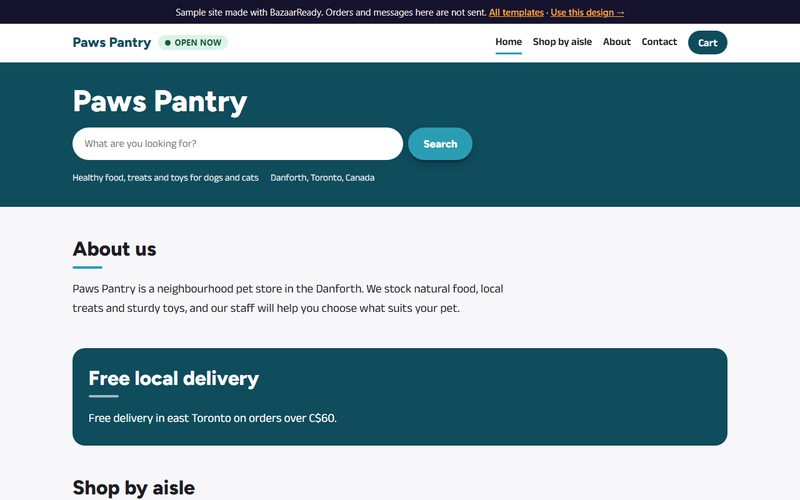 Sample site made with BazaarReady. Orders and messages here are not sent. All templates · Use this design →
Paws Pantry
OPEN NOW
Home
Shop by aisle
About
Contact
Cart
Paws Pantry
What are you looking for?
Search
Healthy food, treats and toys for dogs and cats
Danforth, Toronto, Canada
About us
Paws Pantry is a neighbourhood pet store in the Danforth. We stock natural food, local
treats and sturdy toys, and our staff will help you choose what suits your pet.
Free local delivery
Free delivery in east Toronto on orders over C$60.
Shop by aisle